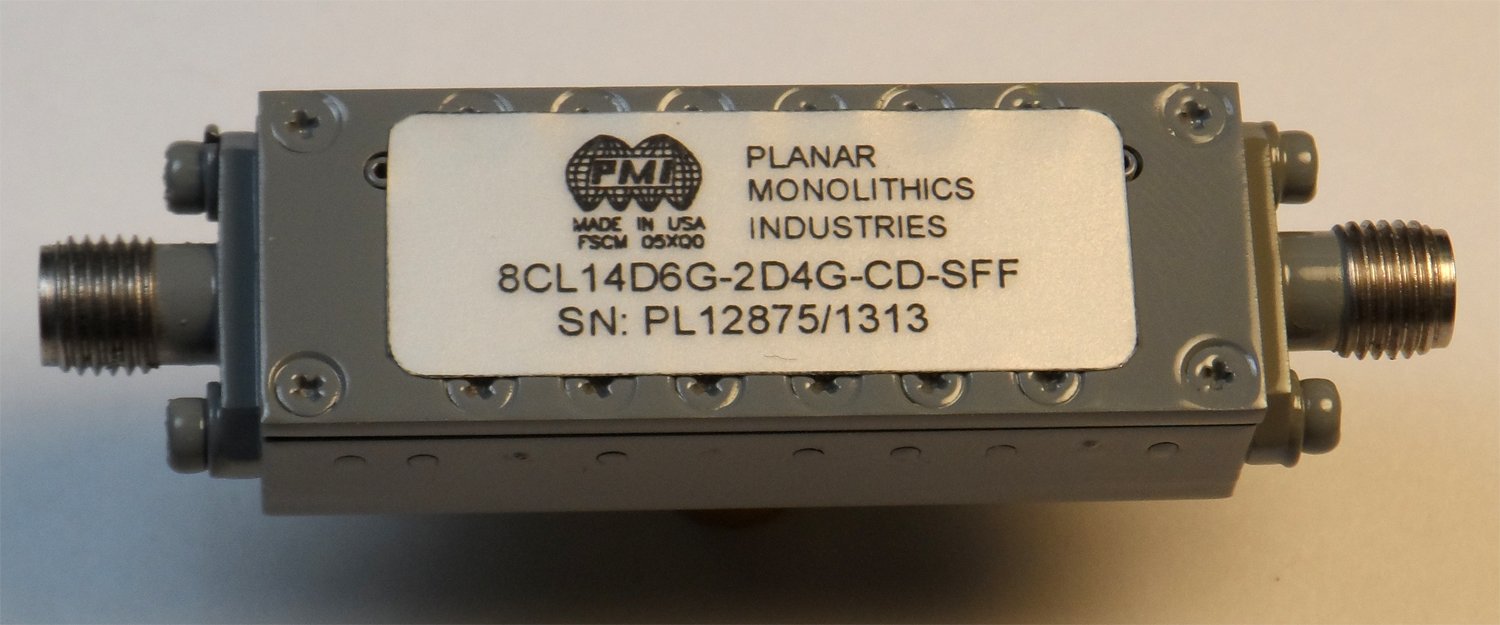 PMI
MADE IN USA
FSCM 05XQ0
PLANAR
MONOLITHICS
INDUSTRIES
8CL14D6G-2D4G-CD-SFF
SN: PL12875/1313